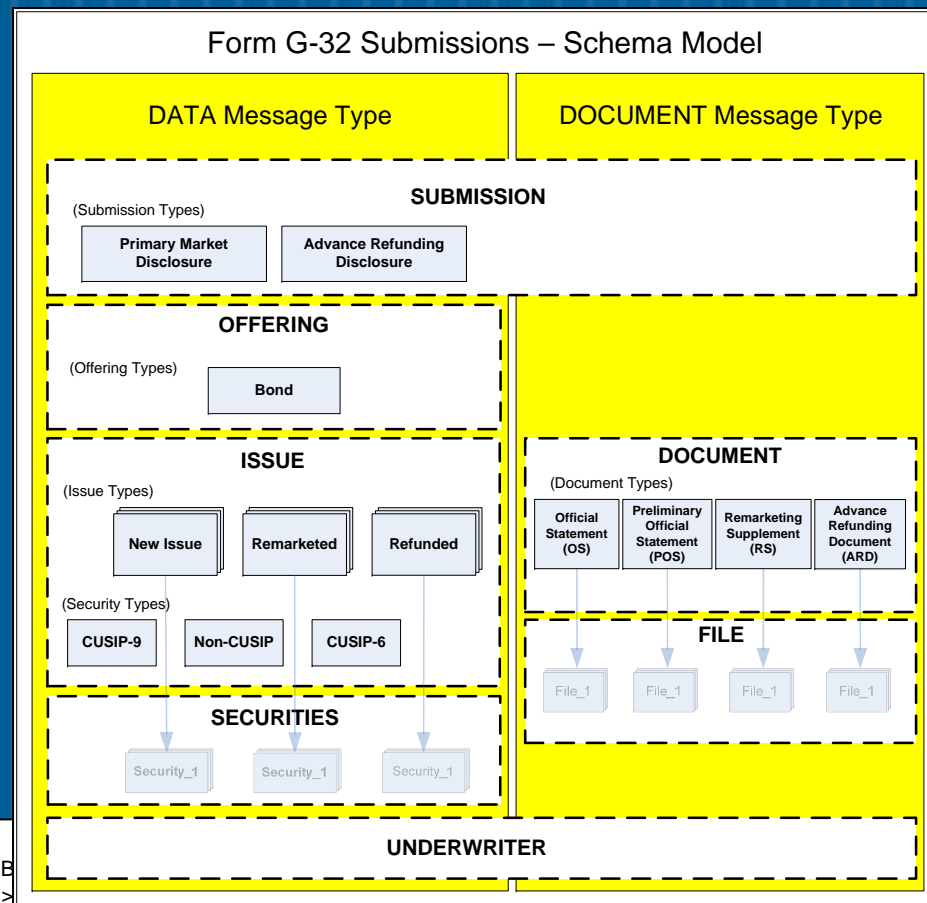 Form G-32 Submissions – Schema Model
DATA Message Type
DOCUMENT Message Type
SUBMISSION
(Submission Types)
Primary Market
Disclosure
Advance Refunding
Disclosure
OFFERING
(Offering Types)
Bond
ISSUE
(Issue Types)
New Issue
Remarketed
Refunded
(Security Types)
CUSIP-9
Non-CUSIP
CUSIP-6
SECURITIES
Security_1
Security_1
Security_1
DOCUMENT
(Document Types)
Official
Statement
(OS)
Preliminary
Official
Statement
(POS)
Remarketing
Supplement
(RS)
Advance
Refunding
Document
(ARD)
FILE
File_1
File_1
File_1
File_1
UNDERWRITER
B
>